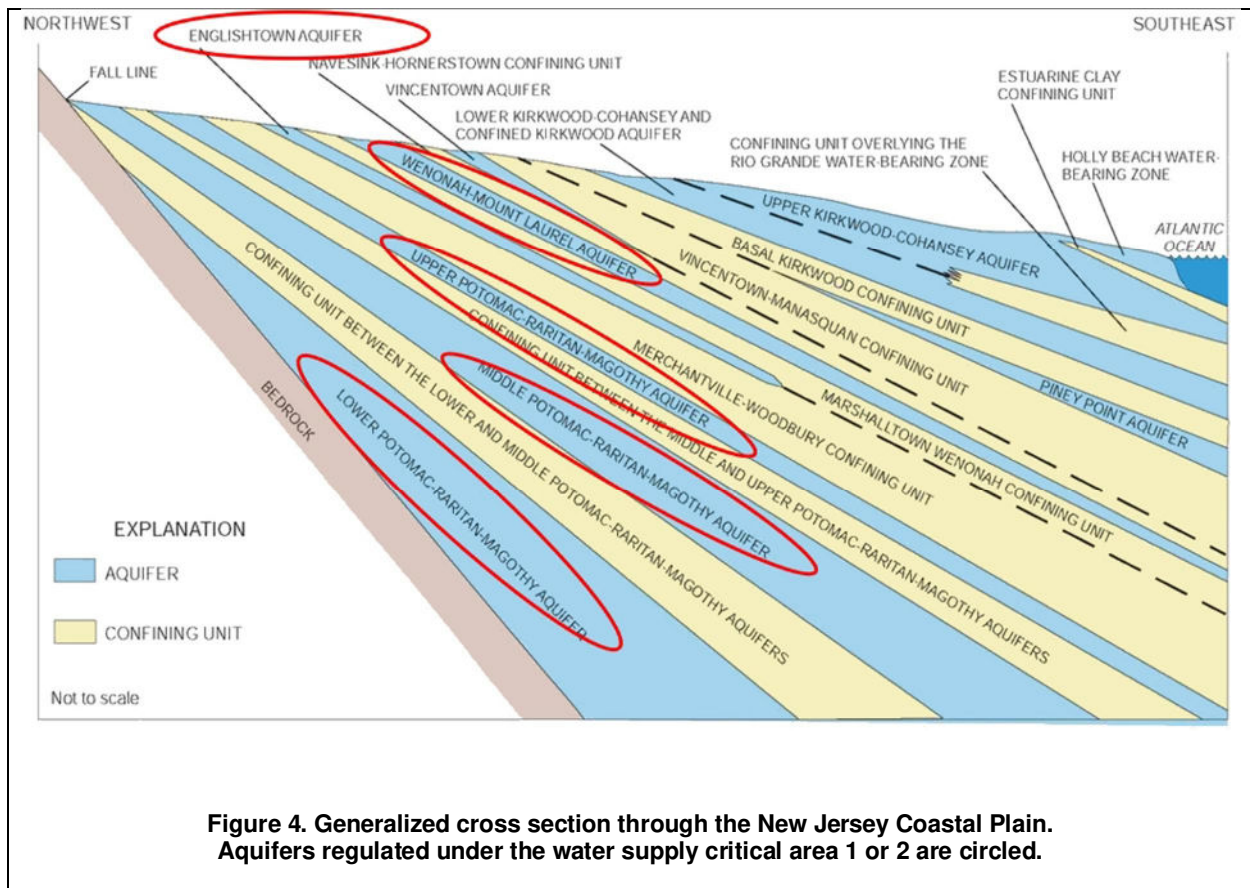 NORTHWEST
SOUTHEAST
ENGLISHTOWN AQUIFER
NAVESINK-HORNERSTOWN CONFINING UNIT
FALL LINE
VINCENTOWN AQUIFER
LOWER KIRKWOOD-COHANSEY AND
CONFINED KIRKWOOD AQUIFER
ESTUARINE CLAY
CONFINING UNIT
CONFINING UNIT OVERLYING THE
RIO GRANDE WATER-BEARING ZONE
HOLLY BEACH WATER-
BEARING ZONE
ATLANTIC
OCEAN
WENONAH-MOUNT LAUREL AQUIFER
UPPER KIRKWOOD-COHANSEY AQUIFER
BASAL KIRKWOOD CONFINING UNIT
VINCENTOWN-MANASQUAN CONFINING UNIT
PINEY POINT AQUIFER
UPPER POTOMAC-RARITAN-MAGOTHY AQUIFER
MERCHANTVILLE-WOODBURY CONFINING UNIT
MARSHALLTOWN WENONAH CONFINING UNIT
CONFINING UNIT BETWEEN THE MIDDLE AND UPPER POTOMAC-RARITAN-MAGOTHY AQUIFERS
MIDDLE POTOMAC-RARITAN-MAGOTHY AQUIFER
CONFINING UNIT BETWEEN THE LOWER AND MIDDLE POTOMAC-RARITAN-MAGOTHY AQUIFERS
LOWER POTOMAC-RARITAN-MAGOTHY AQUIFER
BEDROCK
EXPLANATION
AQUIFER
CONFINING UNIT
Not to scale
Figure 4. Generalized cross section through the New Jersey Coastal Plain.
Aquifers regulated under the water supply critical area 1 or 2 are circled.